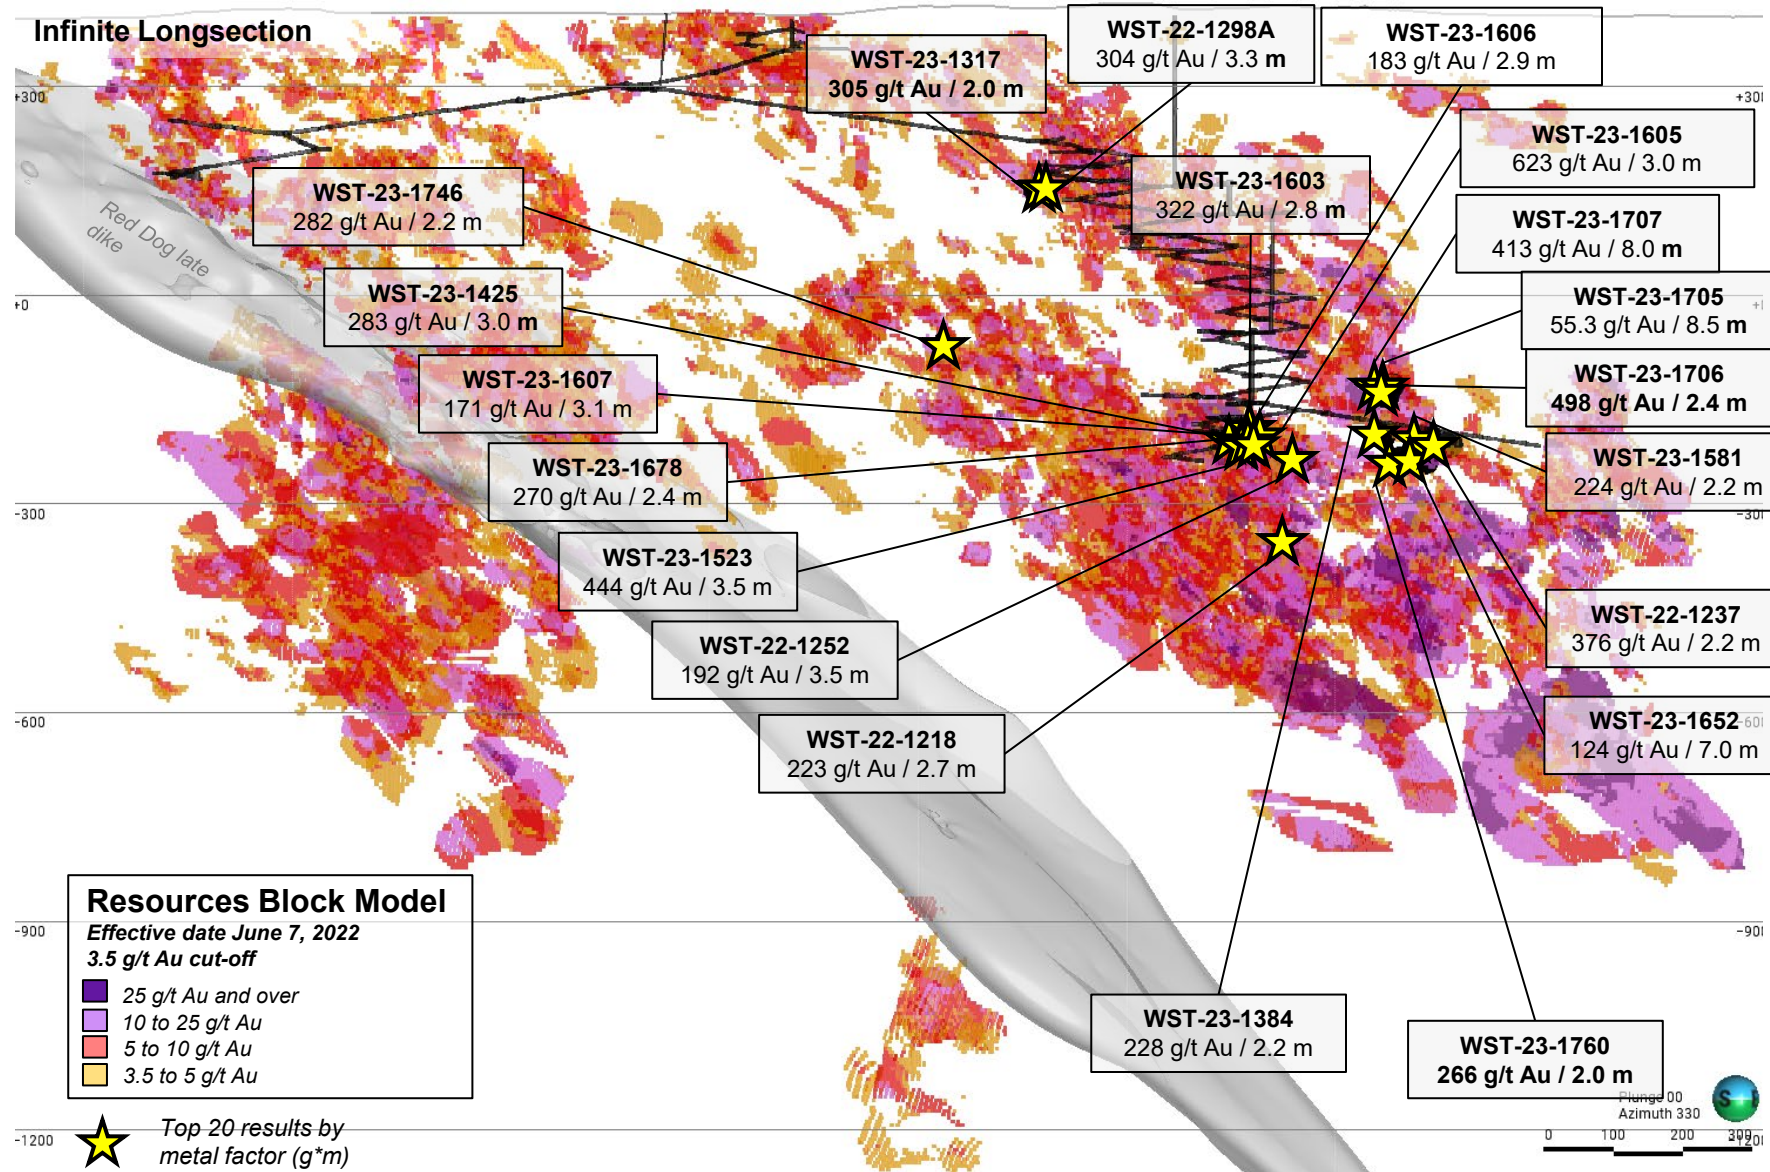 Infinite Longsection
WST-23-1317
305 g/t Au / 2.0 m
WST-22-1298A
304 g/t Au / 3.3 m
WST-23-1606
183 g/t Au / 2.9 m
+300
WST-23-1605
623 g/t Au / 3.0 m
WST-23-1746
282 g/t Au / 2.2 m
WST-23-1603
322 g/t Au / 2.8 m
Red Dog late
dike
WST-23-1707
413 g/t Au / 8.0 m
WST-23-1425
283 g/t Au / 3.0 m
+0
WST-23-1705
55.3 g/t Au / 8.5 m
WST-23-1607
171 g/t Au / 3.1 m
WST-23-1706
498 g/t Au / 2.4 m
WST-23-1678
270 g/t Au / 2.4 m
WST-23-1581
224 g/t Au / 2.2 m
-300
WST-23-1523
444 g/t Au / 3.5 m
WST-22-1252
192 g/t Au / 3.5 m
WST-22-1237
376 g/t Au / 2.2 m
-600
WST-22-1218
223 g/t Au / 2.7 m
WST-23-1652
124 g/t Au / 7.0 m
-900
Resources Block Model
Effective date June 7, 2022
3.5 g/t Au cut-off
25 g/t Au and over
10 to 25 g/t Au
5 to 10 g/t Au
3.5 to 5 g/t Au
WST-23-1384
228 g/t Au / 2.2 m
WST-23-1760
266 g/t Au / 2.0 m
Plunge 00
Azimuth 330
S
-1200
0 100 200 300
Top 20 results by
metal factor (g*m)